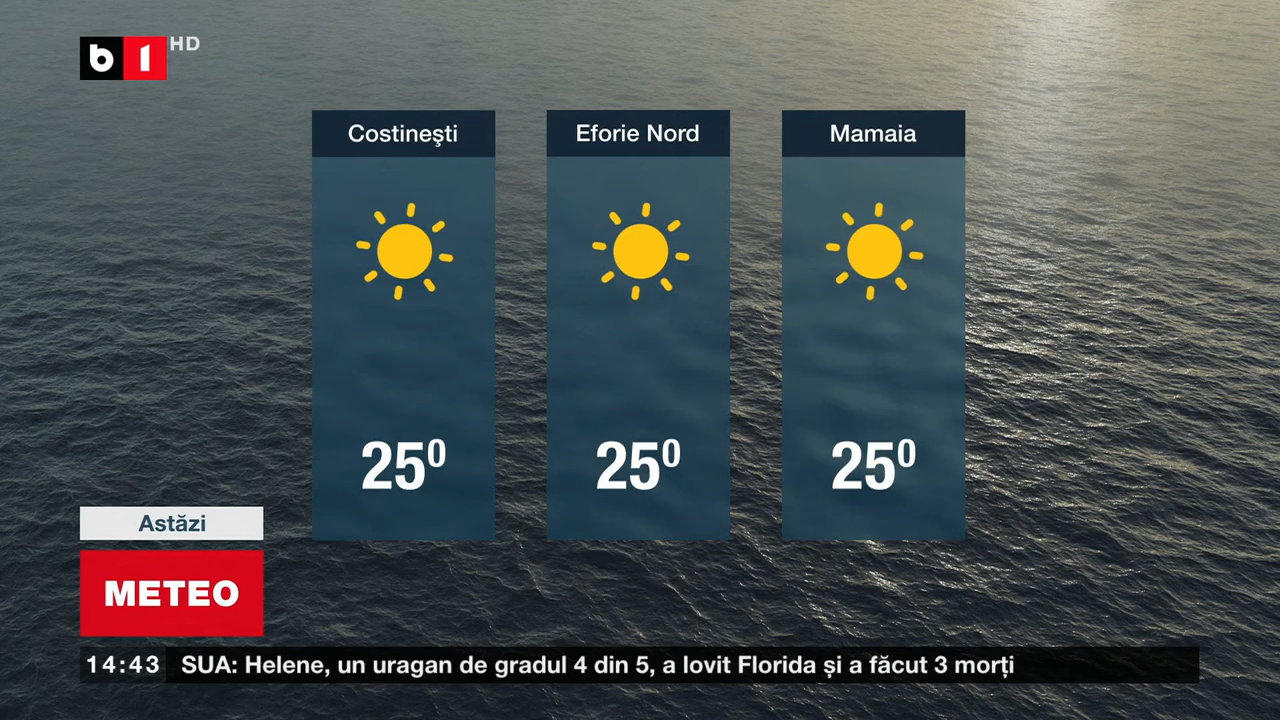 b1 HD
Costineşti
Eforie Nord
Mamaia
25⁰
25⁰
25⁰
Astăzi
METEO
14:43 SUA: Helene, un uragan de gradul 4 din 5, a lovit Florida și a făcut 3 morți